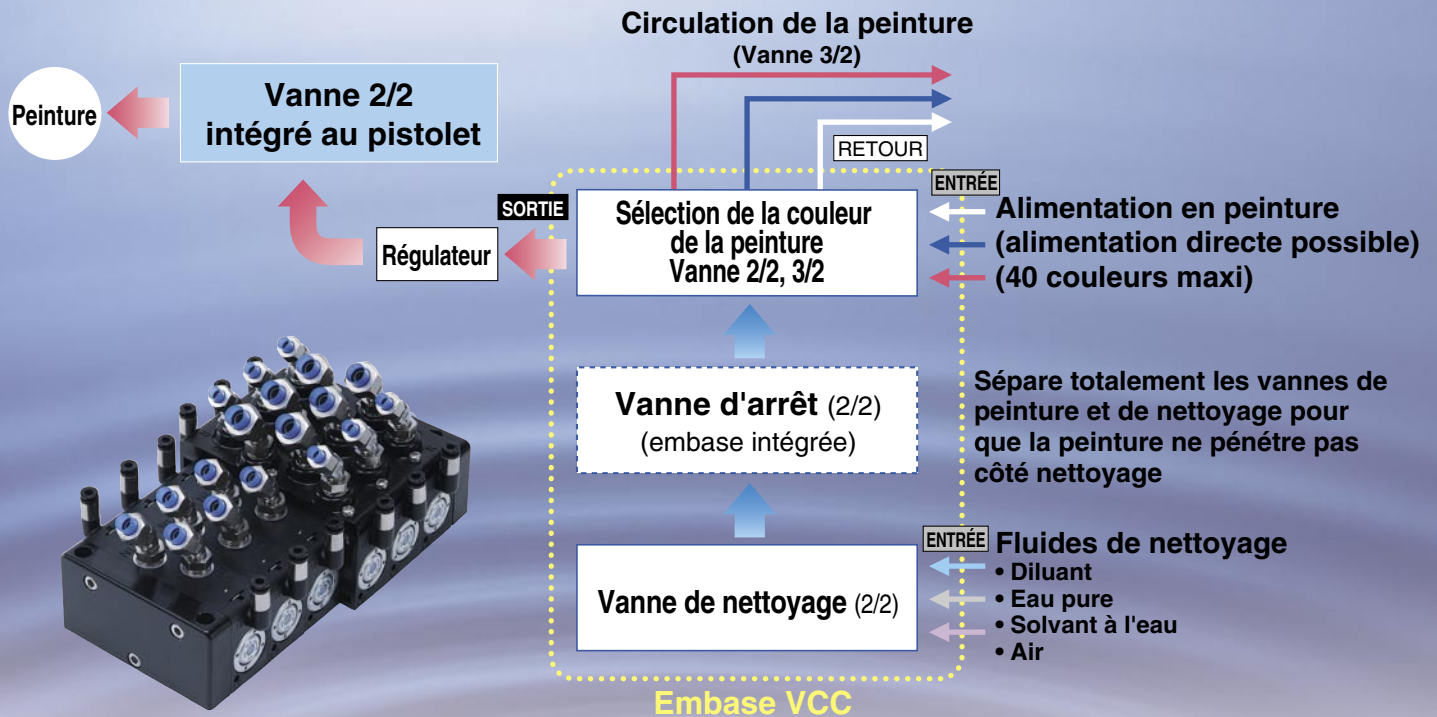 Circulation de la peinture
(Vanne 3/2)
Peinture
Vanne 2/2
intégré au pistolet
RETOUR
ENTRÉE
SORTIE
Régulateur
Sélection de la couleur
de la peinture
Vanne 2/2, 3/2
Alimentation en peinture
(alimentation directe possible)
(40 couleurs maxi)
Vanne d'arrêt (2/2)
(embase intégrée)
Sépare totalement les vannes de
peinture et de nettoyage pour
que la peinture ne pénétre pas
côté nettoyage
ENTRÉE
Fluides de nettoyage
• Diluant
• Eau pure
• Solvant à l'eau
• Air
Vanne de nettoyage (2/2)
Embase VCC